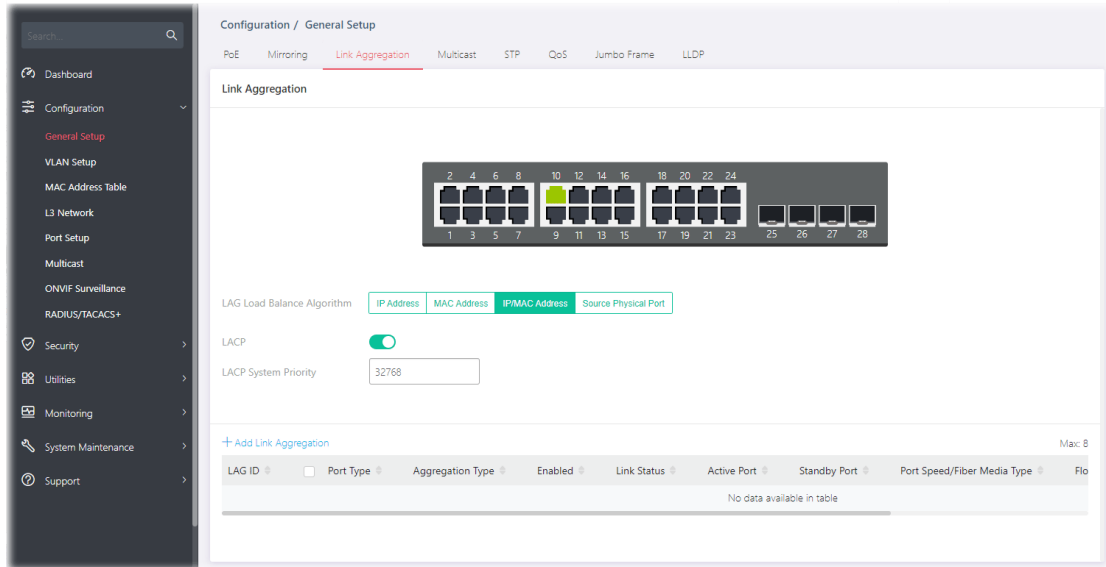 Search...
Dashboard
Configuration
General Setup
VLAN Setup
MAC Address Table
L3 Network
Port Setup
Multicast
ONVIF Surveillance
RADIUS/TACACS+
Security
Utilities
Monitoring
System Maintenance
Support
Configuration / General Setup
PoE Mirroring Link Aggregation Multicast STP QoS Jumbo Frame LLDP
Link Aggregation
2 4 6 8 10 12 14 16 18 20 22 24
1 3 5 7 9 11 13 15 17 19 21 23 25 26 27 28
LAG Load Balance Algorithm IP Address MAC Address IP/MAC Address Source Physical Port
LACP
LACP System Priority 32768
+ Add Link Aggregation Max: 8
LAG ID Port Type Aggregation Type Enabled Link Status Active Port Standby Port Port Speed/Fiber Media Type Flo
No data available in table